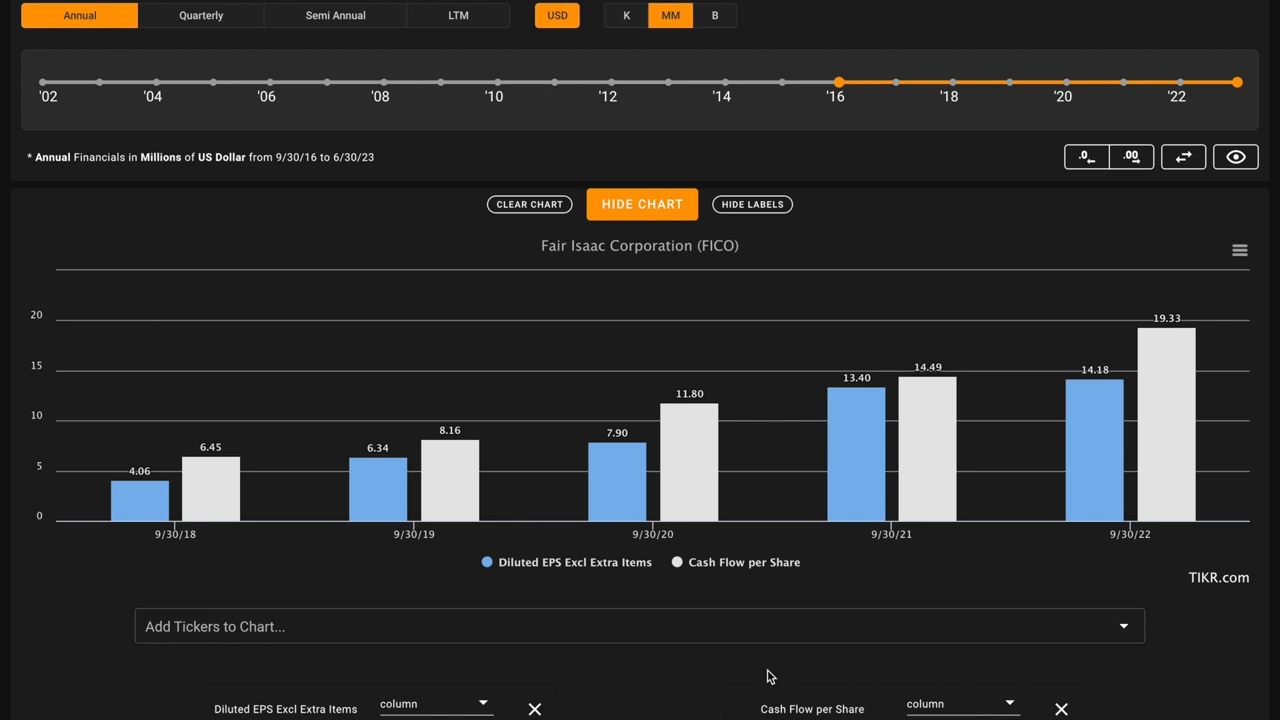 Annual Quarterly Semi Annual LTM USD K MM B
'02 '04 '06 '08 '10 '12 '14 '16 '18 '20 '22
* Annual Financials in Millions of US Dollar from 9/30/16 to 6/30/23 .0 .00
CLEAR CHART HIDE CHART HIDE LABELS
Fair Isaac Corporation (FICO)
20
15
10
5
0
4.06 6.45 6.34 8.16 7.90 11.80 13.40 14.49 14.18 19.33
9/30/18 9/30/19 9/30/20 9/30/21 9/30/22
Diluted EPS Excl Extra Items Cash Flow per Share
TIKR.com
Add Tickers to Chart...
Diluted EPS Excl Extra Items column Cash Flow per Share column